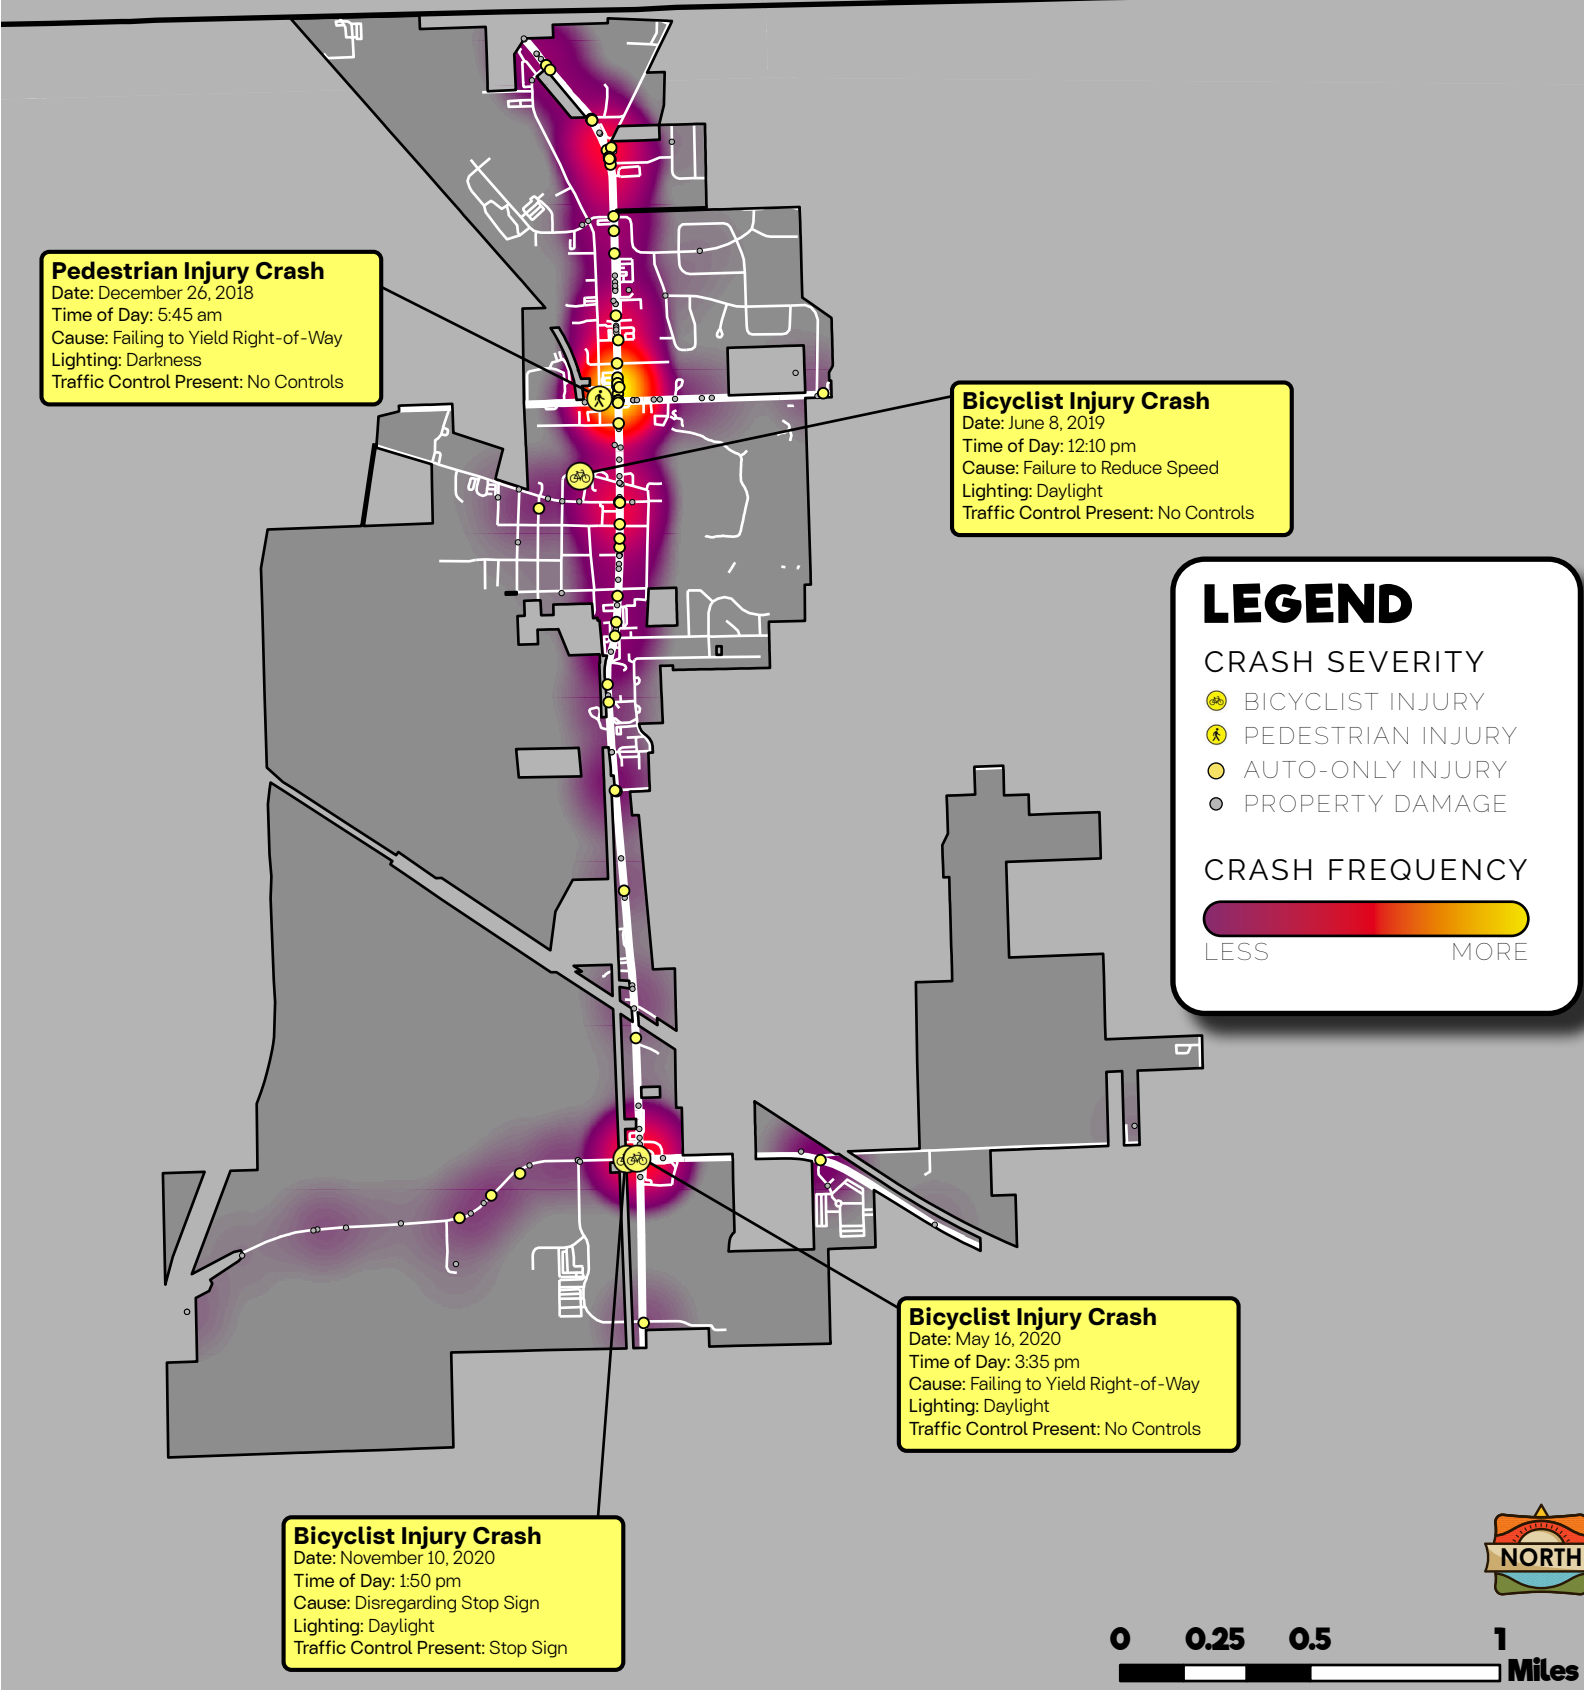 Pedestrian Injury Crash
Date: December 26, 2018
Time of Day: 5:45 am
Cause: Failing to Yield Right-of-Way
Lighting: Darkness
Traffic Control Present: No Controls
Bicyclist Injury Crash
Date: June 8, 2019
Time of Day: 12:10 pm
Cause: Failure to Reduce Speed
Lighting: Daylight
Traffic Control Present: No Controls
LEGEND
CRASH SEVERITY
BICYCLIST INJURY
PEDESTRIAN INJURY
AUTO-ONLY INJURY
PROPERTY DAMAGE
CRASH FREQUENCY
LESS MORE
Bicyclist Injury Crash
Date: May 16, 2020
Time of Day: 3:35 pm
Cause: Failing to Yield Right-of-Way
Lighting: Daylight
Traffic Control Present: No Controls
Bicyclist Injury Crash
Date: November 10, 2020
Time of Day: 1:50 pm
Cause: Disregarding Stop Sign
Lighting: Daylight
Traffic Control Present: Stop Sign
NORTH
0 0.25 0.5 1
Miles